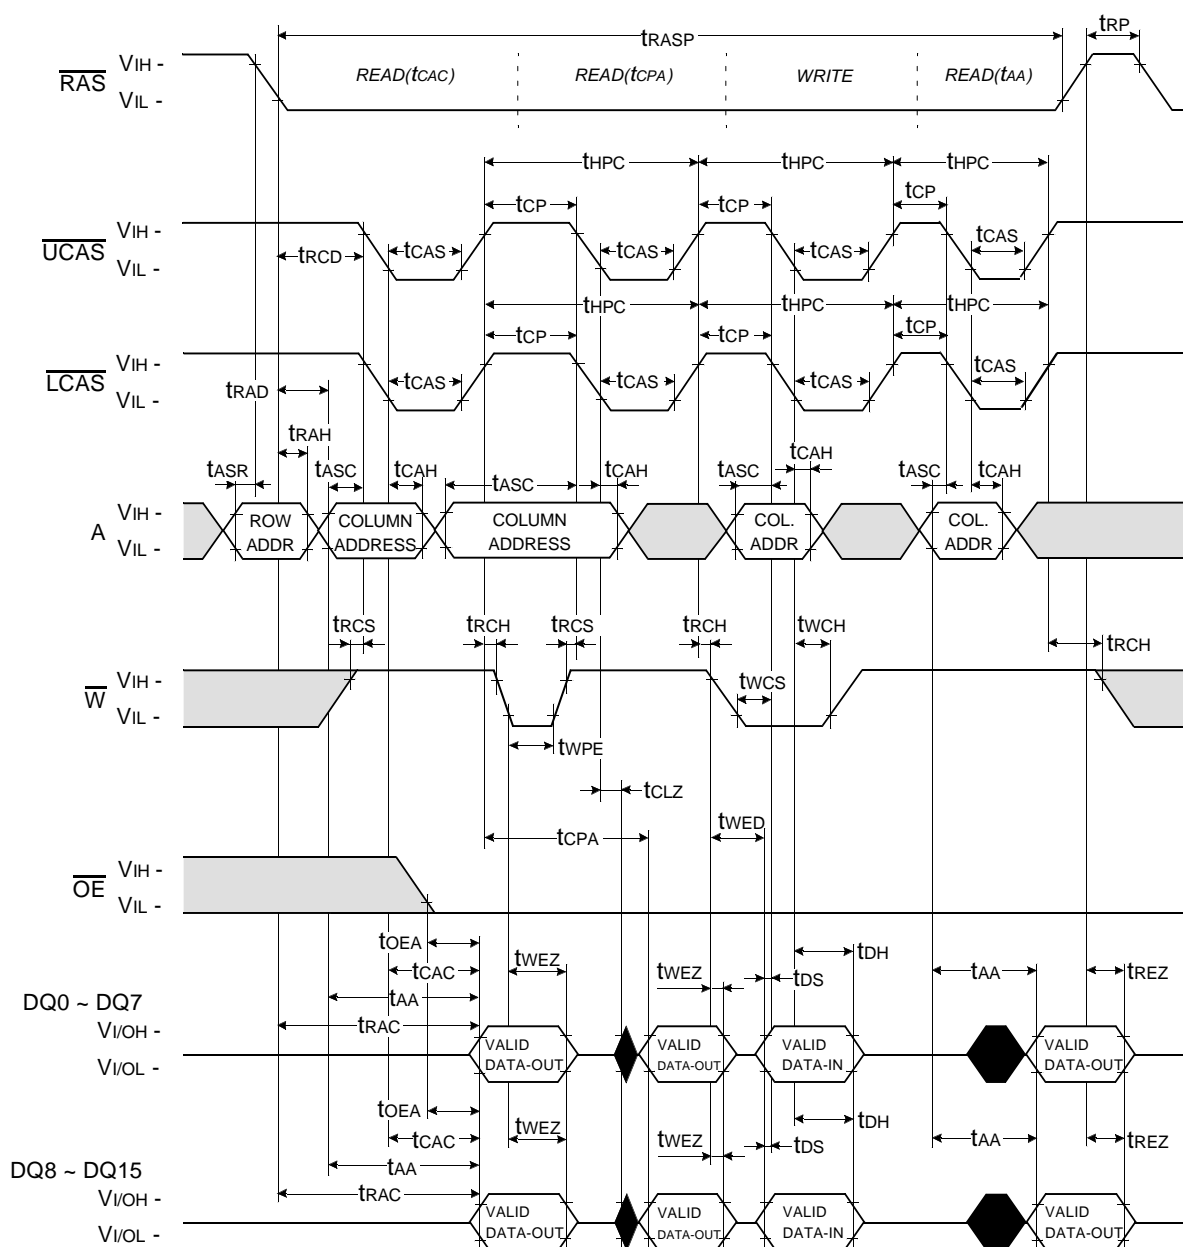 tRASP
tRP
RAS
VIH -
VIL -
READ(tCAC)
READ(tCPA)
WRITE
READ(tAA)
tHPC
tHPC
tHPC
tCP
tCP
tCP
UCAS
VIH -
VIL -
tRCD
tCAS
tCAS
tCAS
tCAS
tHPC
tHPC
tHPC
tCP
tCP
tCP
LCAS
VIH -
VIL -
tRAD
tCAS
tCAS
tCAS
tCAS
tRAH
tASR
tASC
tCAH
tASC
tCAH
tASC
tCAH
tASC
tCAH
A
VIH -
VIL -
ROW
ADDR
COLUMN
ADDRESS
COLUMN
ADDRESS
COL.
ADDR
COL.
ADDR
tRCS
tRCH
tRCS
tRCH
tWCH
tRCH
W
VIH -
VIL -
tWCS
tWPE
tCLZ
tCPA
tWED
OE
VIH -
VIL -
tOEA
tCAC
tAA
tRAC
tWEZ
tWEZ
tDS
tDH
tAA
tREZ
DQ0 ~ DQ7
VI/OH -
VI/OL -
VALID
DATA-OUT
VALID
DATA-OUT
VALID
DATA-IN
VALID
DATA-OUT
tOEA
tCAC
tAA
tRAC
tWEZ
tWEZ
tDS
tDH
tAA
tREZ
DQ8 ~ DQ15
VI/OH -
VI/OL -
VALID
DATA-OUT
VALID
DATA-OUT
VALID
DATA-IN
VALID
DATA-OUT